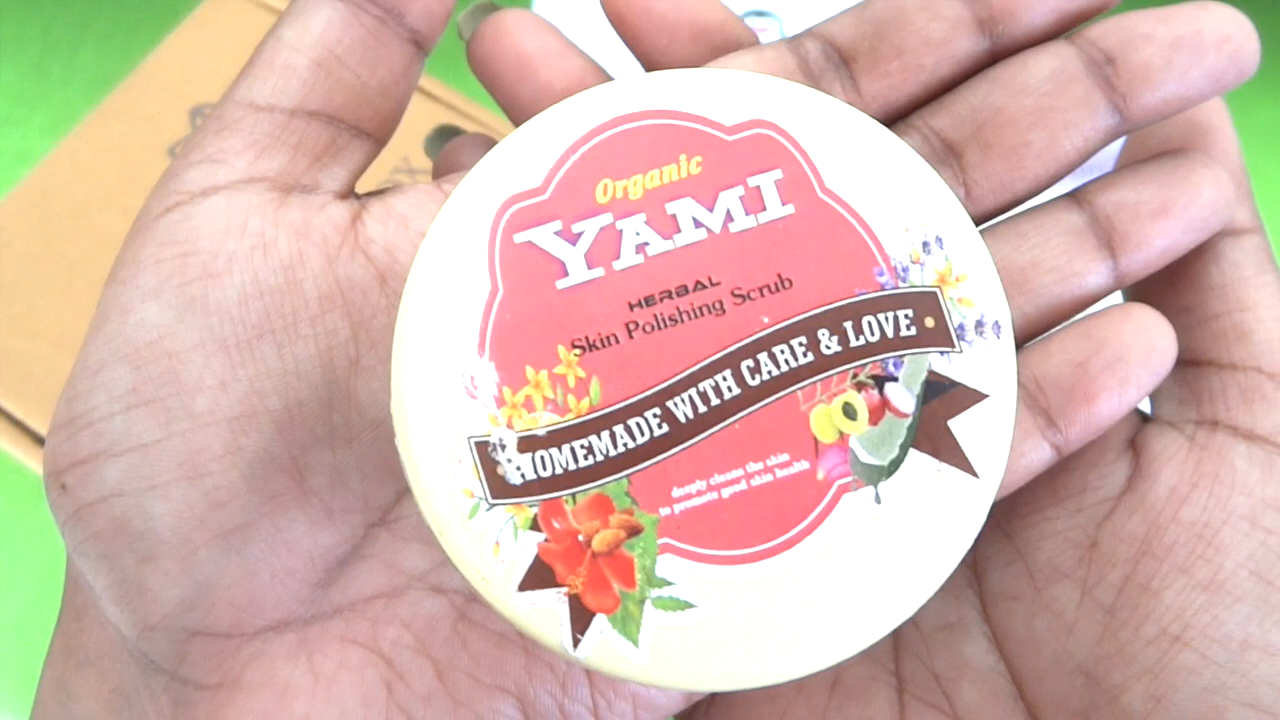 Organic
YAMI
HERBAL
Skin Polishing Scrub
HOMEMADE WITH CARE & LOVE
deeply cleans the skin
to promote good skin health